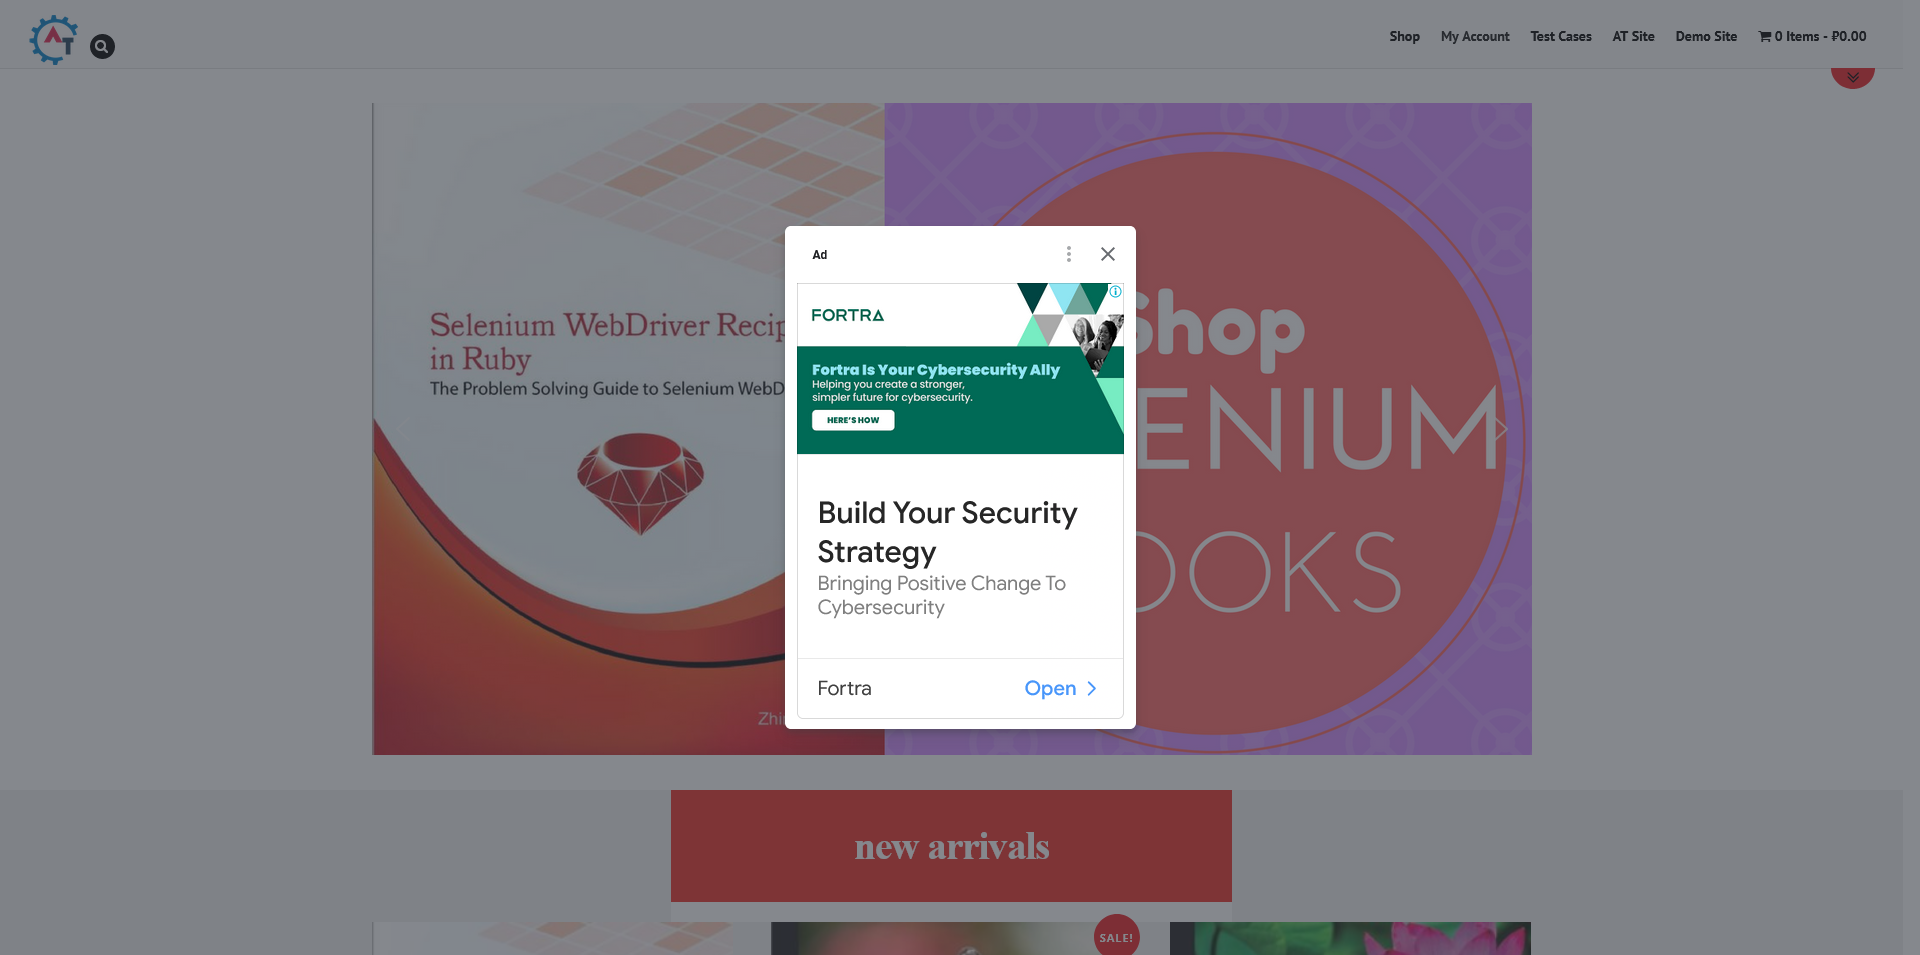 AT
Shop
My Account
Test Cases
AT Site
Demo Site
0 Items - ₽0.00
Selenium WebDriver Recip
in Ruby
The Problem Solving Guide to Selenium WebD
Zhi
Shop
ENIUM
OOKS
Ad
FORTRA
Fortra Is Your Cybersecurity Ally
Helping you create a stronger,
simpler future for cybersecurity.
HERE'S HOW
Build Your Security
Strategy
Bringing Positive Change To
Cybersecurity
Fortra
Open
new arrivals
SALE!